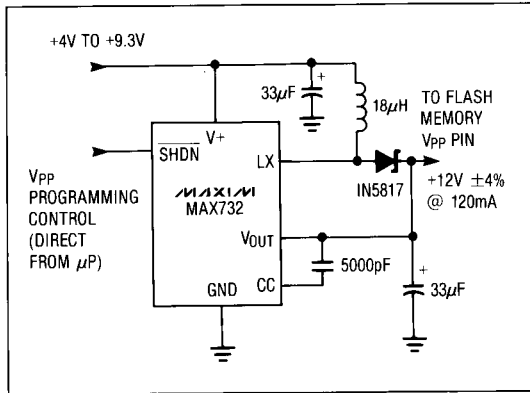 +4V TO +9.3V
33µF
+
18µH
TO FLASH
MEMORY
VPP PIN
V+
SHDN
LX
VPP
PROGRAMMING
CONTROL
(DIRECT
FROM µP)
MAXIM
MAX732
IN5817
+12V ±4%
@ 120mA
VOUT
5000pF
+
GND
CC
33µF